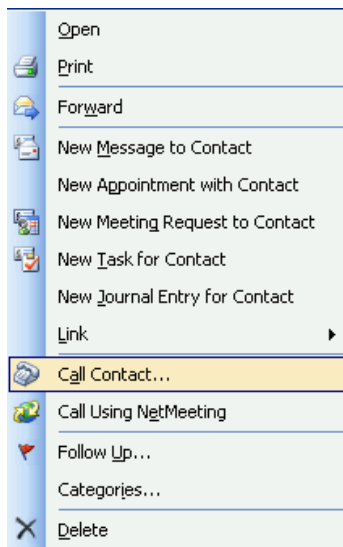 Open
Print
Forward
New Message to Contact
New Appointment with Contact
New Meeting Request to Contact
New Task for Contact
New Journal Entry for Contact
Link
Call Contact...
Call Using NetMeeting
Follow Up...
Categories...
Delete